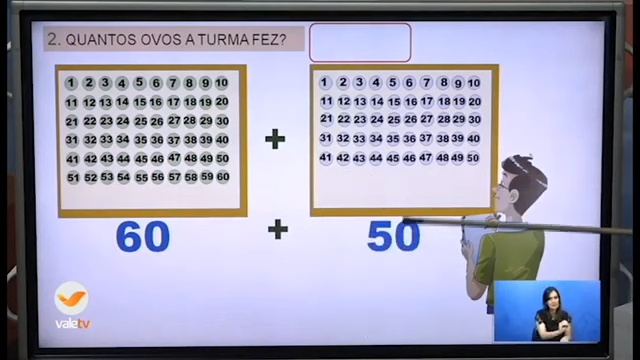 2. QUANTOS OVOS A TURMA FEZ?
1 2 3 4 5 6 7 8 9 10
11 12 13 14 15 16 17 18 19 20
21 22 23 24 25 26 27 28 29 30
31 32 33 34 35 36 37 38 39 40
41 42 43 44 45 46 47 48 49 50
51 52 53 54 55 56 57 58 59 60
+
1 2 3 4 5 6 7 8 9 10
11 12 13 14 15 16 17 18 19 20
21 22 23 24 25 26 27 28 29 30
31 32 33 34 35 36 37 38 39 40
41 42 43 44 45 46 47 48 49 50
60 + 50
valetv